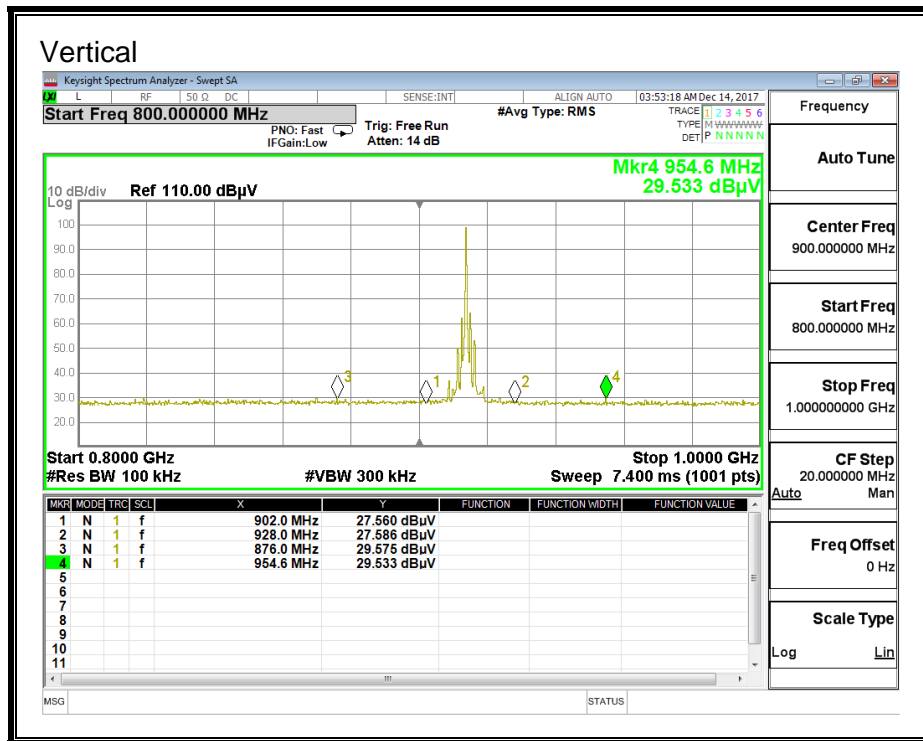 Vertical
Keysight Spectrum Analyzer - Swept SA
LXI L RF 50 Ω DC SENSE:INT ALIGN AUTO 03:53:18 AM Dec 14, 2017
Start Freq 800.000000 MHz
PNO: Fast
IFGain:Low
Trig: Free Run
Atten: 14 dB
#Avg Type: RMS
TRACE 1 2 3 4 5 6
TYPE M WWWWW
DET P N N N N N
Mkr4 954.6 MHz
29.533 dBµV
10 dB/div Ref 110.00 dBµV
Log
100
90.0
80.0
70.0
60.0
50.0
40.0
30.0
20.0
3 1 2 4
Start 0.8000 GHz Stop 1.0000 GHz
#Res BW 100 kHz #VBW 300 kHz Sweep 7.400 ms (1001 pts)
MKR MODE TRC SCL X Y FUNCTION FUNCTION WIDTH FUNCTION VALUE
1 N 1 f 902.0 MHz 27.560 dBµV
2 N 1 f 928.0 MHz 27.586 dBµV
3 N 1 f 876.0 MHz 29.575 dBµV
4 N 1 f 954.6 MHz 29.533 dBµV
5
6
7
8
9
10
11
MSG STATUS
Frequency
Auto Tune
Center Freq
900.000000 MHz
Start Freq
800.000000 MHz
Stop Freq
1.000000000 GHz
CF Step
20.000000 MHz
Auto Man
Freq Offset
0 Hz
Scale Type
Log Lin